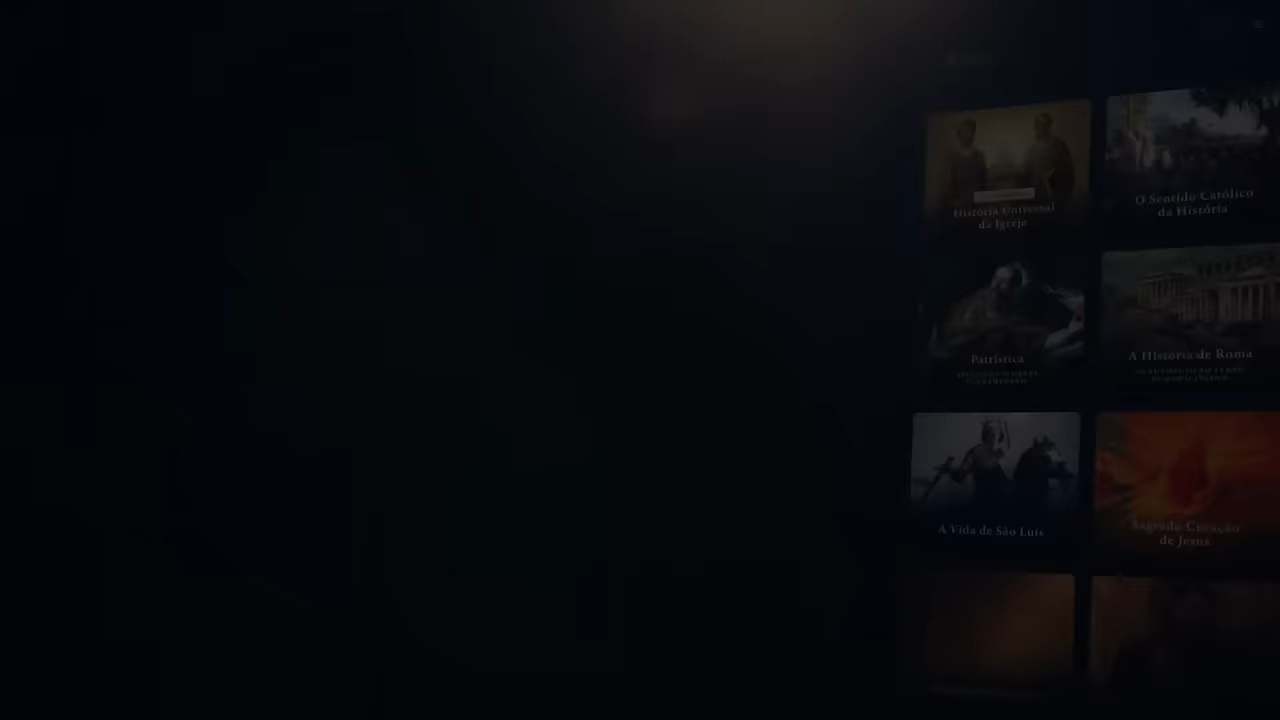 História Universal
da Igreja
O Sentido Católico
da História
Patrística
A História de Roma
A Vida de São Luís
Sagrado Coração
de Jesus